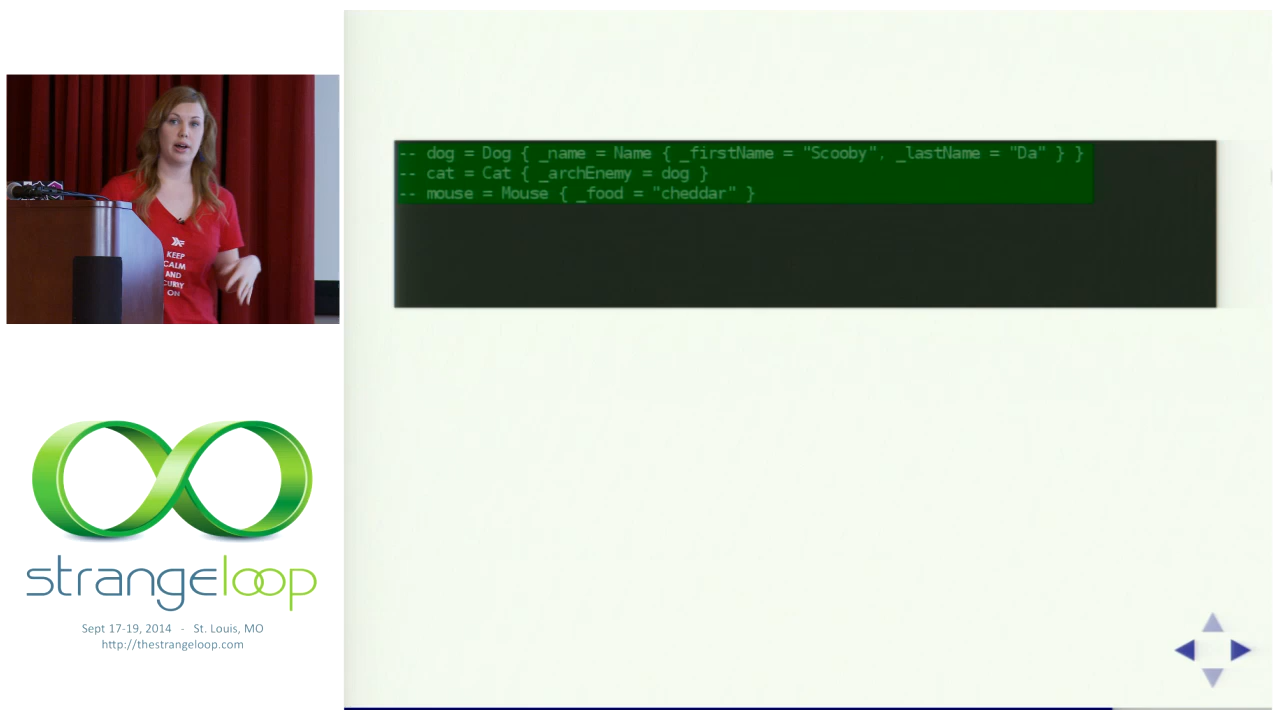 -- dog = Dog { _name = Name { _firstName = "Scooby", _lastName = "Da" } }
-- cat = Cat { _archEnemy = dog }
-- mouse = Mouse { _food = "cheddar" }
KEEP
CALM
AND
CURRY
ON
strangeloop
Sept 17-19, 2014 - St. Louis, MO
http://thestrangeloop.com